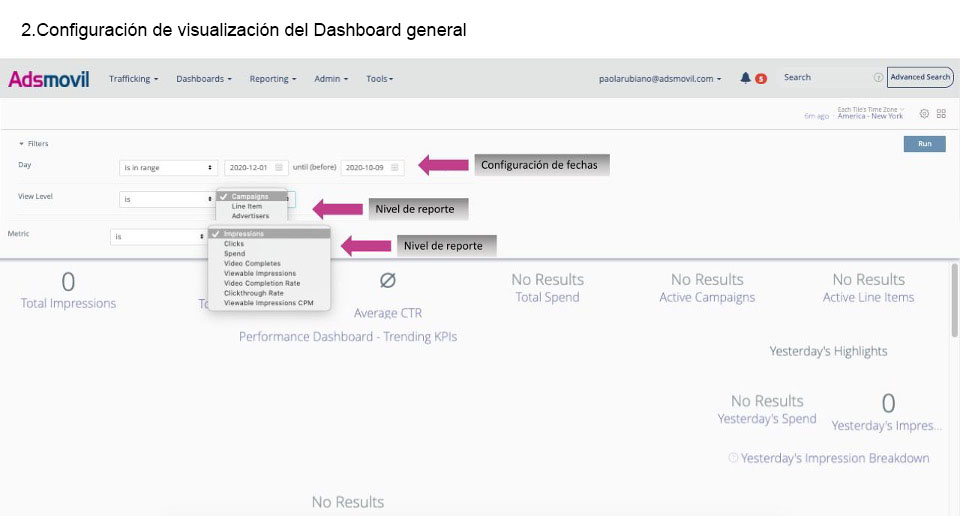 2.Configuración de visualización del Dashboard general
Adsmovil Trafficking Dashboards Reporting Admin Tools paolarubiano@adsmovil.com 5 Search ? Advanced Search
6m ago Each Tile's Time Zone
America - New York
Filters Run
Day is in range 2020-12-01 until (before) 2020-10-09 Configuración de fechas
View Level is Campaigns
Line Item
Advertisers
Nivel de reporte
Metric is Impressions
Clicks
Spend
Video Completes
Viewable Impressions
Video Completion Rate
Clickthrough Rate
Viewable Impressions CPM
Nivel de reporte
0
Total Impressions
To
Ø
Average CTR
No Results
Total Spend
No Results
Active Campaigns
No Results
Active Line Items
Performance Dashboard - Trending KPIs
Yesterday's Highlights
No Results
Yesterday's Spend
0
Yesterday's Impres...
Yesterday's Impression Breakdown
No Results